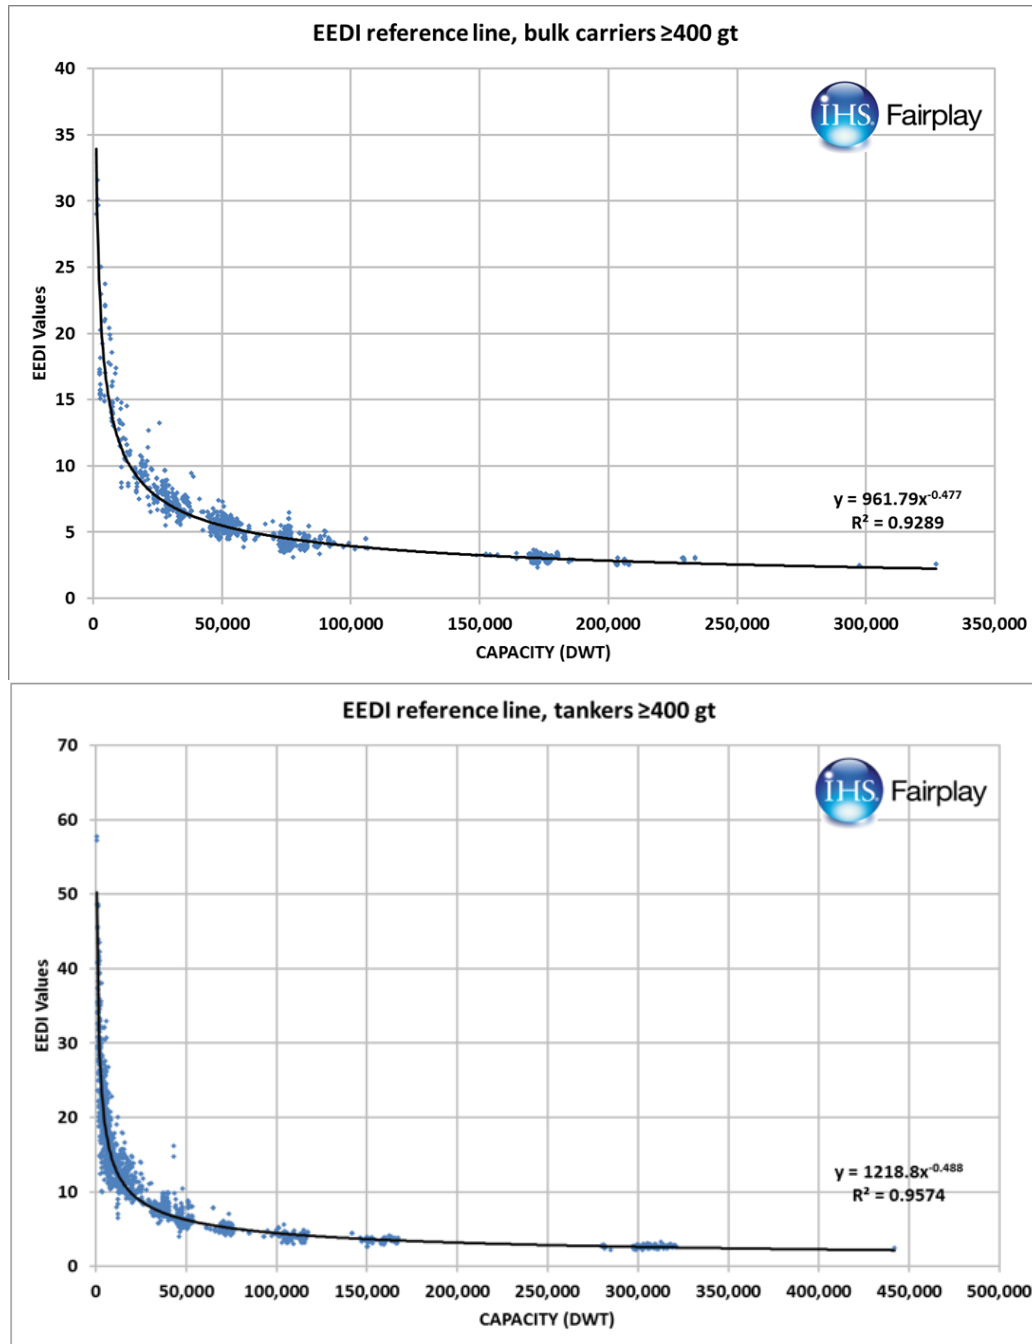 EEDI reference line, bulk carriers ≥400 gt
40
IHS Fairplay
35
30
25
EEDI Values
20
15
10
y = 961.79x^-0.477
R² = 0.9289
5
0
0 50,000 100,000 150,000 200,000 250,000 300,000 350,000
CAPACITY (DWT)
EEDI reference line, tankers ≥400 gt
70
IHS Fairplay
60
50
40
EEDI Values
30
20
y = 1218.8x^-0.488
R² = 0.9574
10
0
0 50,000 100,000 150,000 200,000 250,000 300,000 350,000 400,000 450,000 500,000
CAPACITY (DWT)